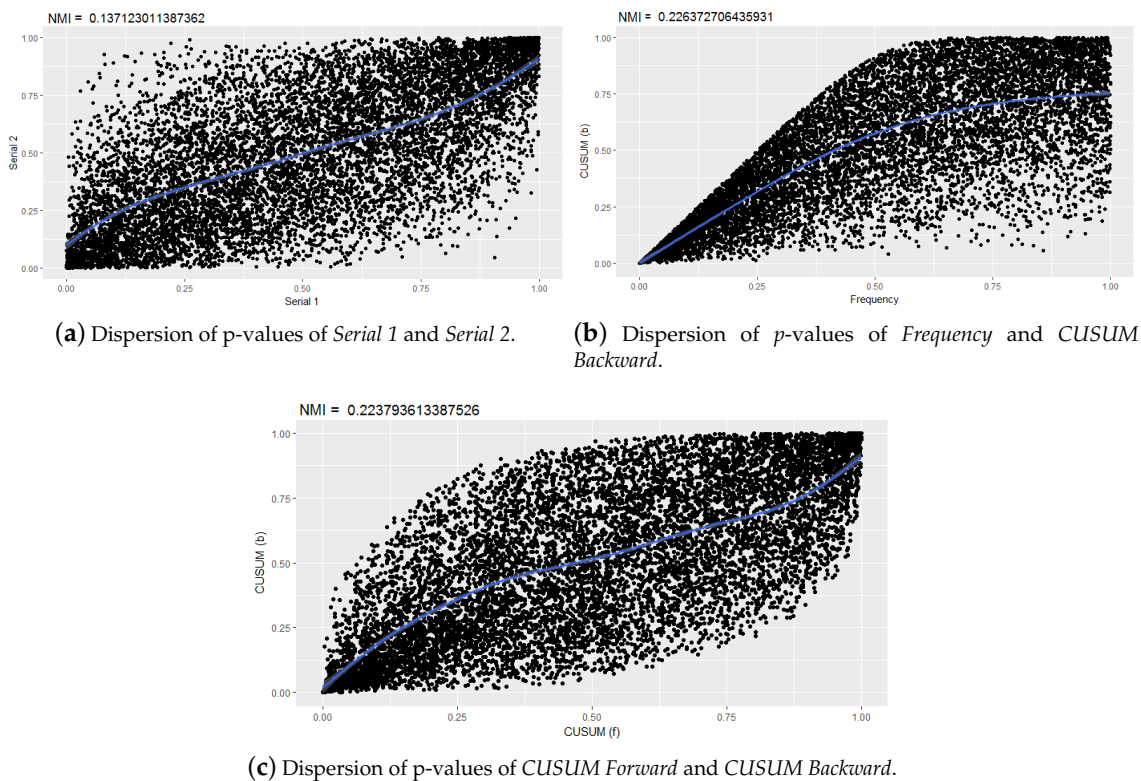 NMI = 0.137123011387362
1.00
0.75
0.50
0.25
0.00
Serial 2
0.00 0.25 0.50 0.75 1.00
Serial 1
(a) Dispersion of p-values of Serial 1 and Serial 2.
NMI = 0.226372706435931
1.00
0.75
0.50
0.25
0.00
CUSUM (b)
0.00 0.25 0.50 0.75 1.00
Frequency
(b) Dispersion of p-values of Frequency and CUSUM
Backward.
NMI = 0.223793613387526
1.00
0.75
0.50
0.25
0.00
CUSUM (b)
0.00 0.25 0.50 0.75 1.00
CUSUM (f)
(c) Dispersion of p-values of CUSUM Forward and CUSUM Backward.